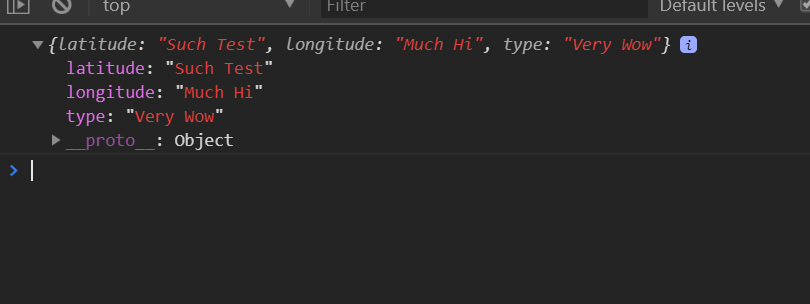 top Filter Default levels
{latitude: "Such Test", longitude: "Much Hi", type: "Very Wow"} i
latitude: "Such Test"
longitude: "Much Hi"
type: "Very Wow"
__proto__: Object